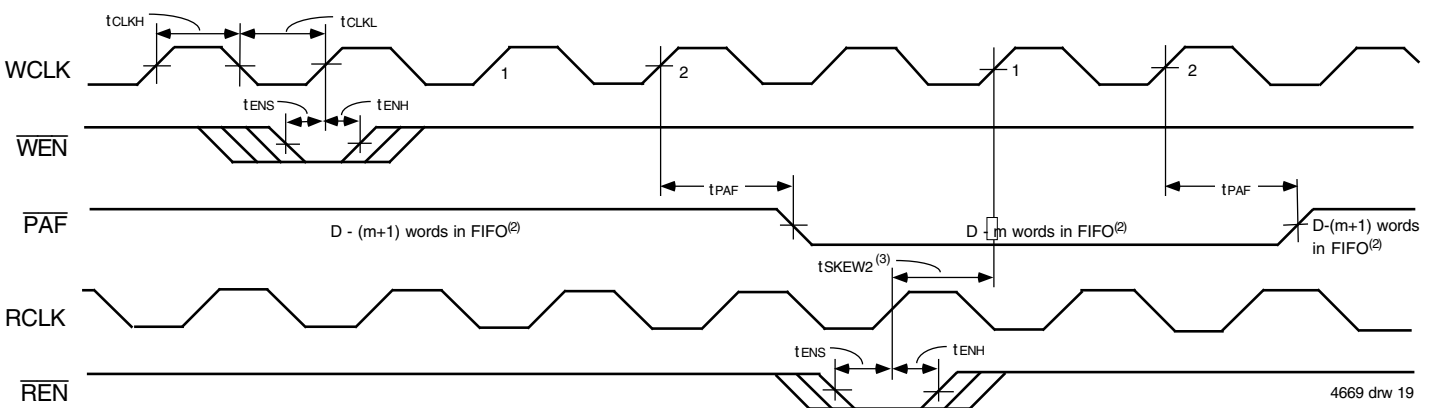 tCLKH tCLKL
WCLK 1 2 1 2
tENS tENH
WEN
tPAF tPAF
PAF D - (m+1) words in FIFO(2) D - m words in FIFO(2) D-(m+1) words
in FIFO(2)
tSKEW2(3)
RCLK
tENS tENH
REN 4669 drw 19